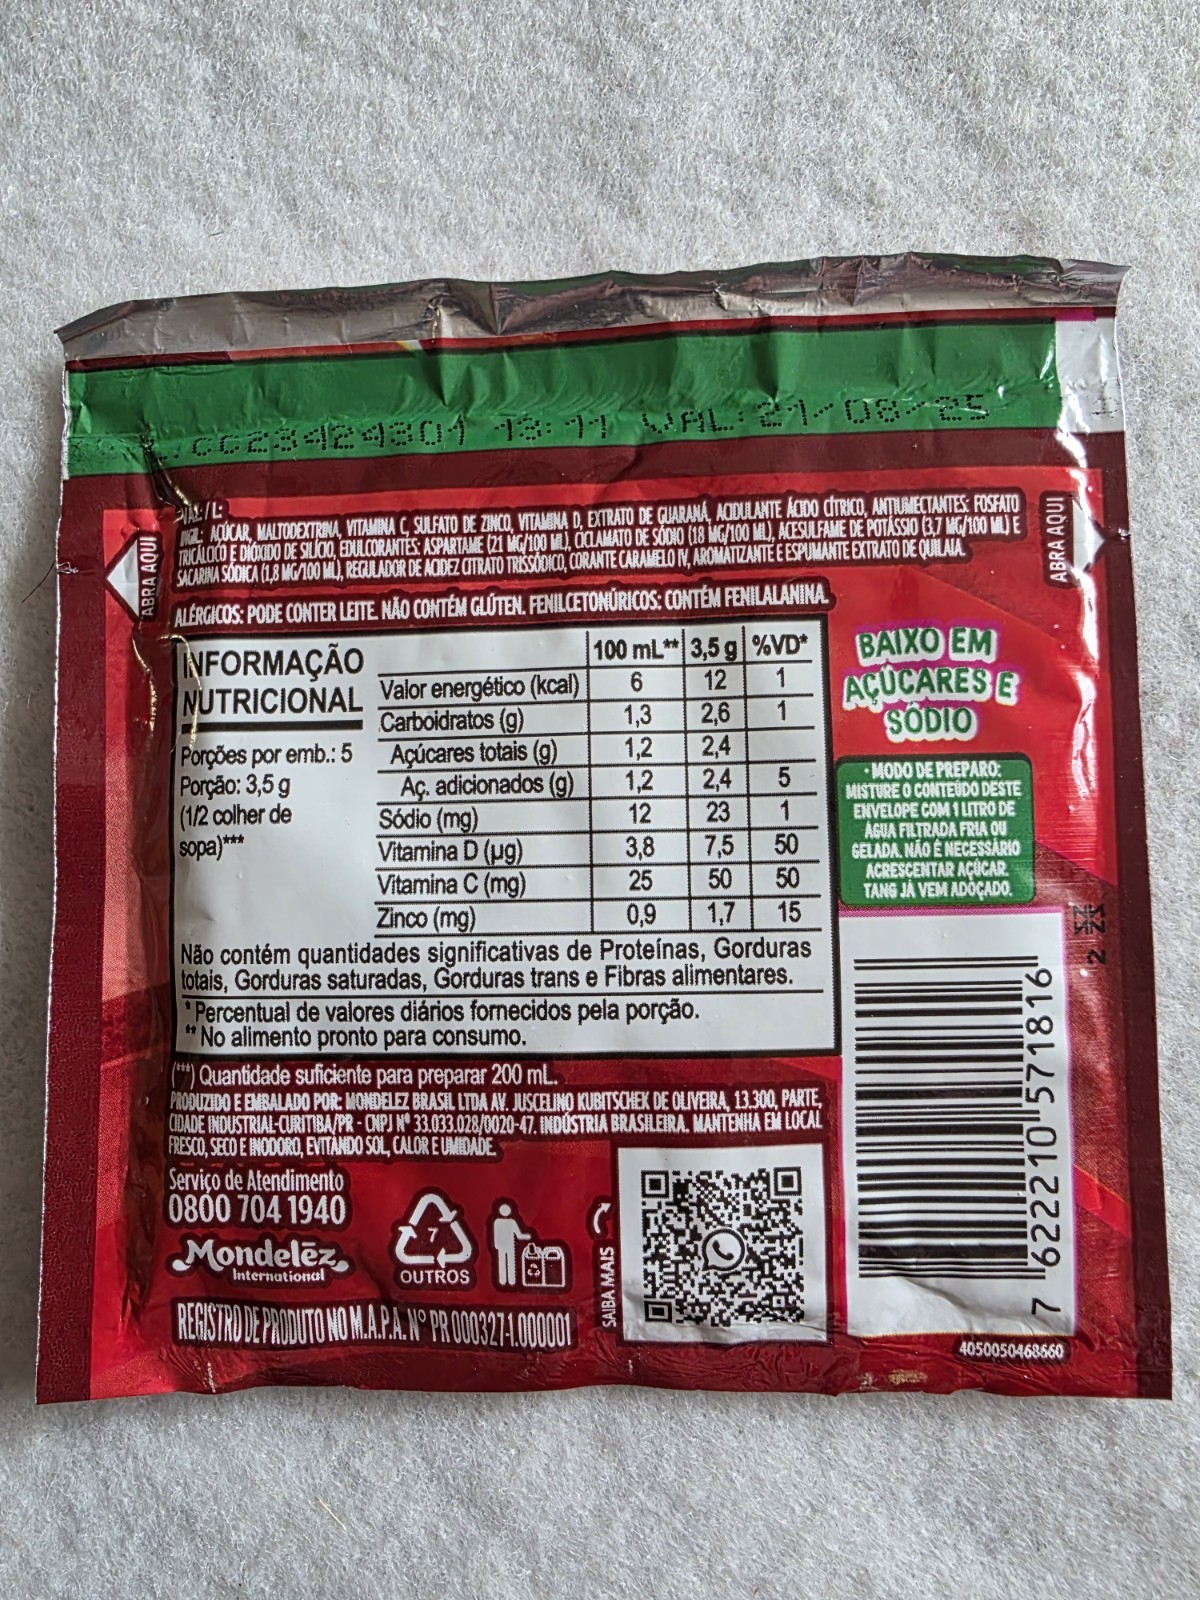 CC23424301 13:11 VAL:21/08/25
VAL/L:
INGR.: AÇÚCAR, MALTODEXTRINA, VITAMINA C, SULFATO DE ZINCO, VITAMINA D, EXTRATO DE GUARANÁ, ACIDULANTE ÁCIDO CÍTRICO, ANTIUMECTANTES: FOSFATO
TRICÁLCICO E DIÓXIDO DE SILÍCIO, EDULCORANTES: ASPARTAME (21 MG/100 ML), CICLAMATO DE SÓDIO (18 MG/100 ML), ACESULFAME DE POTÁSSIO (3,7 MG/100 ML) E
SACARINA SÓDICA (1,8 MG/100 ML), REGULADOR DE ACIDEZ CITRATO TRISSÓDICO, CORANTE CARAMELO IV, AROMATIZANTE E ESPUMANTE EXTRATO DE QUILAIA.
ALÉRGICOS: PODE CONTER LEITE. NÃO CONTÉM GLÚTEN. FENILCETONÚRICOS: CONTÉM FENILALANINA.
ABRA AQUI
ABRA AQUI
INFORMAÇÃO
NUTRICIONAL
Porções por emb.: 5
Porção: 3,5 g
(1/2 colher de
sopa)***
100 mL** 3,5 g %VD*
Valor energético (kcal) 6 12 1
Carboidratos (g) 1,3 2,6 1
Açúcares totais (g) 1,2 2,4
Aç. adicionados (g) 1,2 2,4 5
Sódio (mg) 12 23 1
Vitamina D (µg) 3,8 7,5 50
Vitamina C (mg) 25 50 50
Zinco (mg) 0,9 1,7 15
Não contém quantidades significativas de Proteínas, Gorduras
totais, Gorduras saturadas, Gorduras trans e Fibras alimentares.
* Percentual de valores diários fornecidos pela porção.
** No alimento pronto para consumo.
BAIXO EM
AÇÚCARES E
SÓDIO
• MODO DE PREPARO:
MISTURE O CONTEÚDO DESTE
ENVELOPE COM 1 LITRO DE
ÁGUA FILTRADA FRIA OU
GELADA. NÃO É NECESSÁRIO
ACRESCENTAR AÇÚCAR.
TANG JÁ VEM ADOÇADO.
(***) Quantidade suficiente para preparar 200 mL.
PRODUZIDO E EMBALADO POR: MONDELEZ BRASIL LTDA AV. JUSCELINO KUBITSCHEK DE OLIVEIRA, 13.300, PARTE,
CIDADE INDUSTRIAL-CURITIBA/PR - CNPJ Nº 33.033.028/0020-47. INDÚSTRIA BRASILEIRA. MANTENHA EM LOCAL
FRESCO, SECO E INODORO, EVITANDO SOL, CALOR E UMIDADE.
Serviço de Atendimento
0800 704 1940
Mondelēz
International
7
OUTROS
SAIBA MAIS
REGISTRO DE PRODUTO NO M.A.P.A. Nº PR 000327-1.000001
7 622210 571816
4050050468660